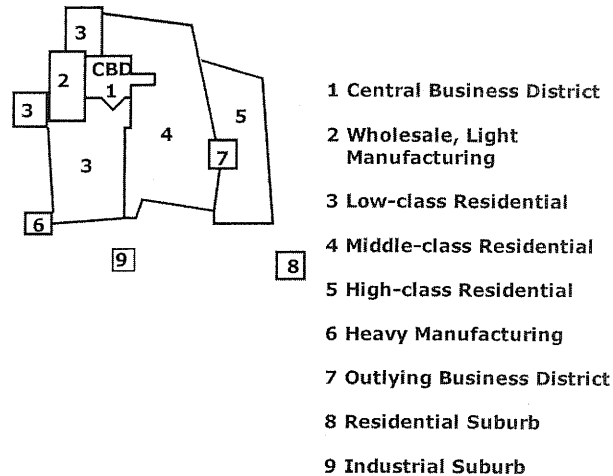 3
CBD
2
1
3
4
5
3
7
6
9
8
1 Central Business District
2 Wholesale, Light
Manufacturing
3 Low-class Residential
4 Middle-class Residential
5 High-class Residential
6 Heavy Manufacturing
7 Outlying Business District
8 Residential Suburb
9 Industrial Suburb